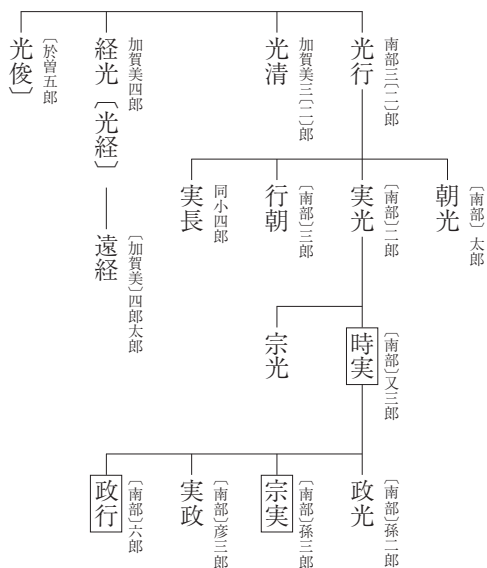 南部三〔二〕郎
光行
加賀美三〔二〕郎
光清
加賀美四郎
経光〔光経〕
〔於曽五郎
光俊〕
〔南部〕太郎
朝光
〔南部〕二郎
実光
〔南部〕三郎
行朝
同小四郎
実長
〔加賀美〕四郎太郎
遠経
〔南部〕又三郎
時実
宗光
〔南部〕孫二郎
政光
〔南部〕孫三郎
宗実
〔南部〕彦三郎
実政
〔南部〕六郎
政行